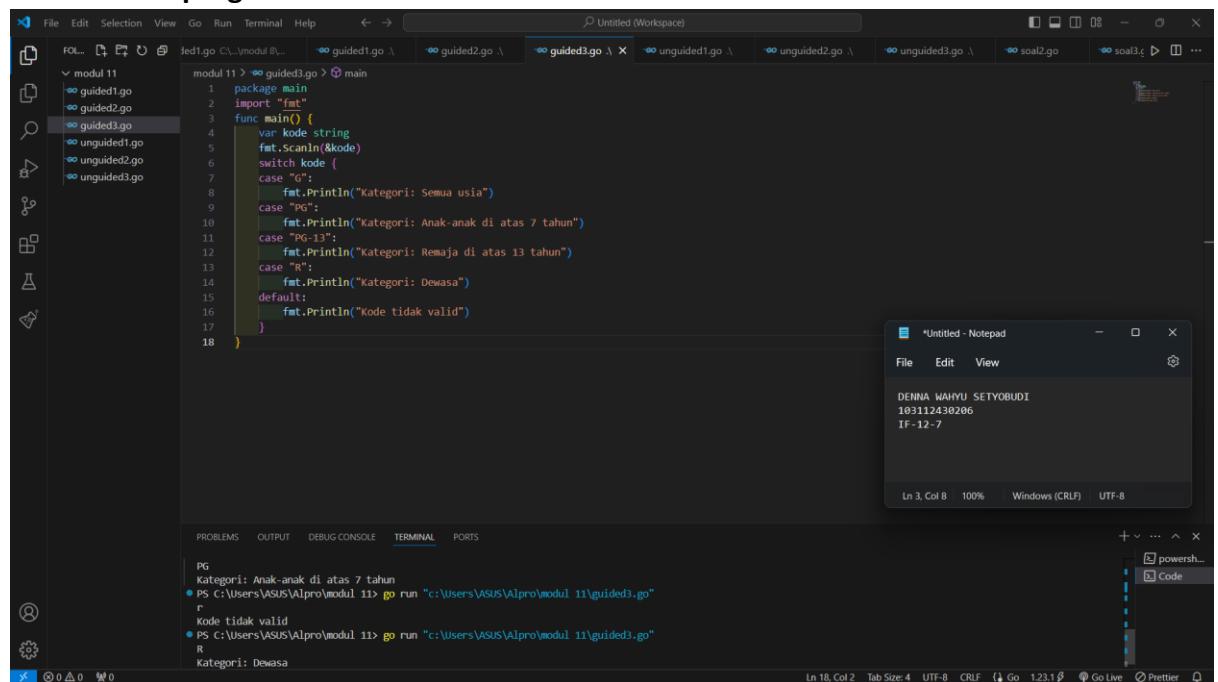 File Edit Selection View Go Run Terminal Help
Untitled (Workspace)
FOL...
ded1.go C:\...\modul 8\... guided1.go .\ guided2.go .\ guided3.go .\ unguided1.go .\ unguided2.go .\ unguided3.go .\ soal2.go soal3.g
modul 11
guided1.go
guided2.go
guided3.go
unguided1.go
unguided2.go
unguided3.go
modul 11 > guided3.go > main
1 package main
2 import "fmt"
3 func main() {
4 var kode string
5 fmt.Scanln(&kode)
6 switch kode {
7 case "G":
8 fmt.Println("Kategori: Semua usia")
9 case "PG":
10 fmt.Println("Kategori: Anak-anak di atas 7 tahun")
11 case "PG-13":
12 fmt.Println("Kategori: Remaja di atas 13 tahun")
13 case "R":
14 fmt.Println("Kategori: Dewasa")
15 default:
16 fmt.Println("Kode tidak valid")
17 }
18 }
*Untitled - Notepad
File Edit View
DENNA WAHYU SETYOBUDI
103112430206
IF-12-7
Ln 3, Col 8 100% Windows (CRLF) UTF-8
PROBLEMS OUTPUT DEBUG CONSOLE TERMINAL PORTS
powersh...
Code
PG
Kategori: Anak-anak di atas 7 tahun
PS C:\Users\ASUS\Alpro\modul 11> go run "c:\Users\ASUS\Alpro\modul 11\guided3.go"
r
Kode tidak valid
PS C:\Users\ASUS\Alpro\modul 11> go run "c:\Users\ASUS\Alpro\modul 11\guided3.go"
R
Kategori: Dewasa
0 0 0 Ln 18, Col 2 Tab Size: 4 UTF-8 CRLF Go 1.23.1 Go Live Prettier